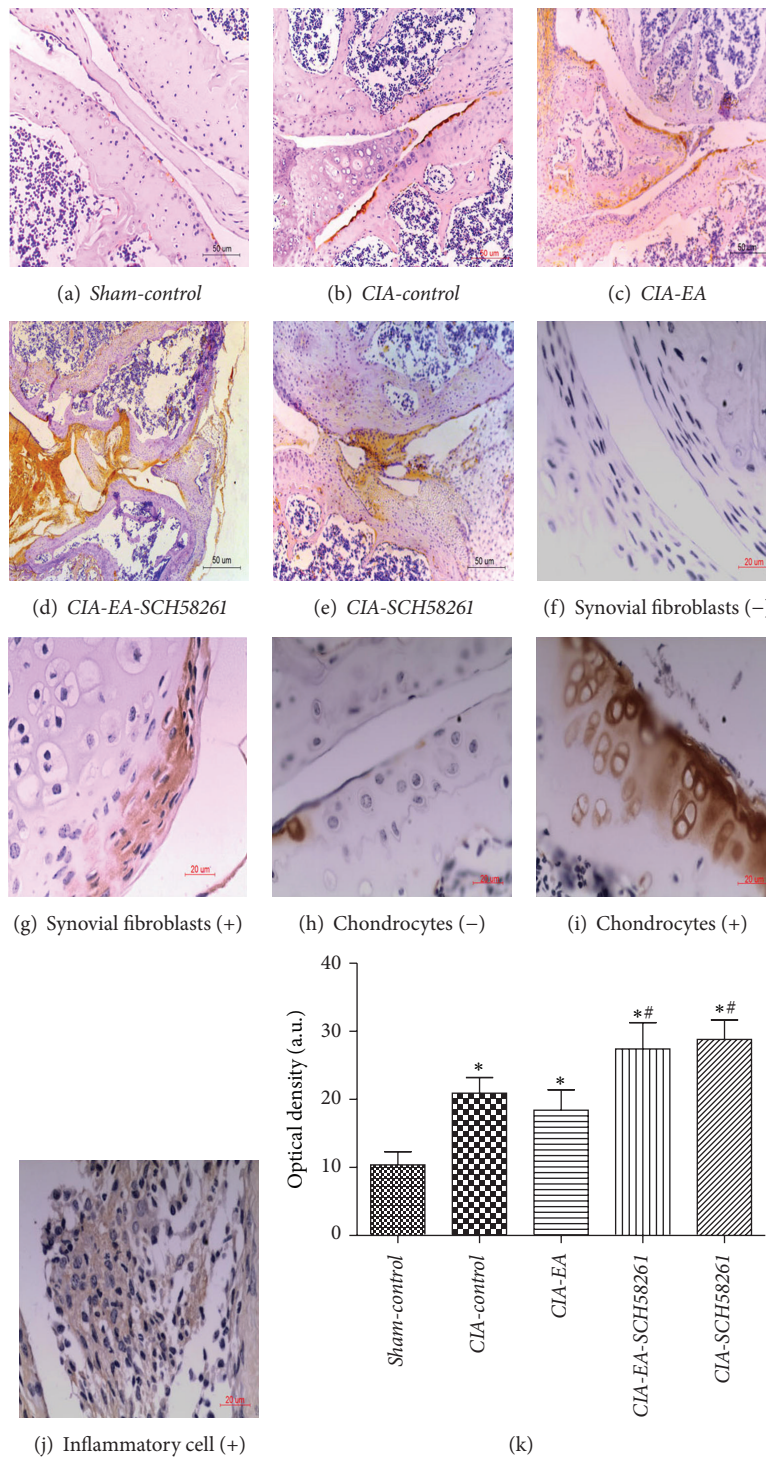 50 um
50 um
50 um
(a) Sham-control
(b) CIA-control
(c) CIA-EA
50 um
50 um
20 um
(d) CIA-EA-SCH58261
(e) CIA-SCH58261
(f) Synovial fibroblasts (−)
20 um
20 um
20 um
(g) Synovial fibroblasts (+)
(h) Chondrocytes (−)
(i) Chondrocytes (+)
20 um
(j) Inflammatory cell (+)
40
30
20
10
0
Optical density (a.u.)
*
*
*#
*#
Sham-control
CIA-control
CIA-EA
CIA-EA-SCH58261
CIA-SCH58261
(k)